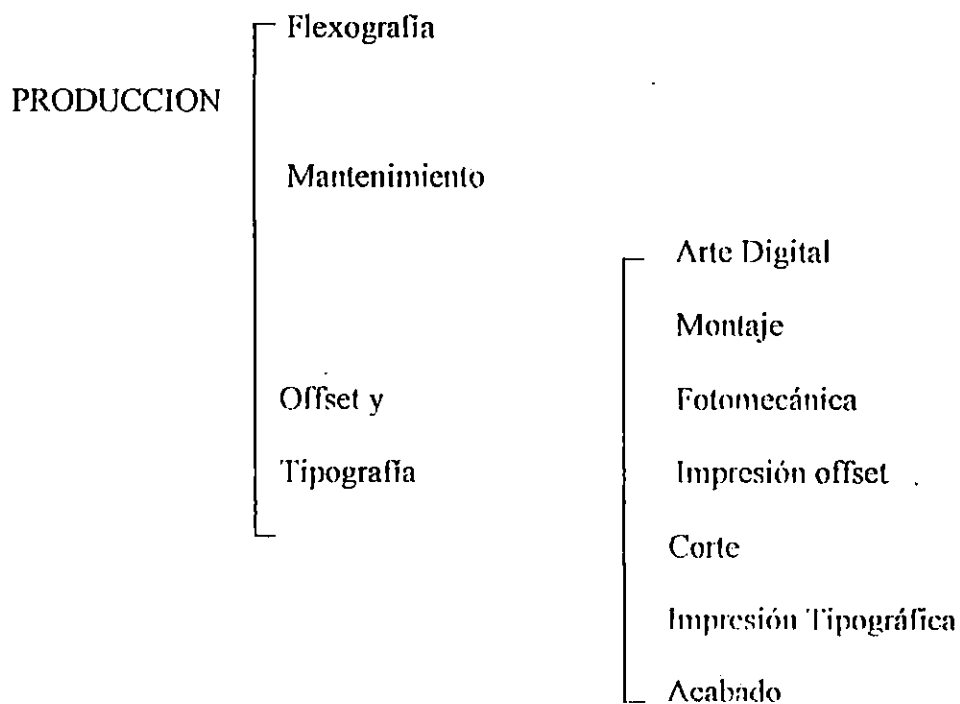 Flexografía
PRODUCCION
Mantenimiento
Offset y
Tipografía
Arte Digital
Montaje
Fotomecánica
Impresión offset
Corte
Impresión Tipográfica
Acabado